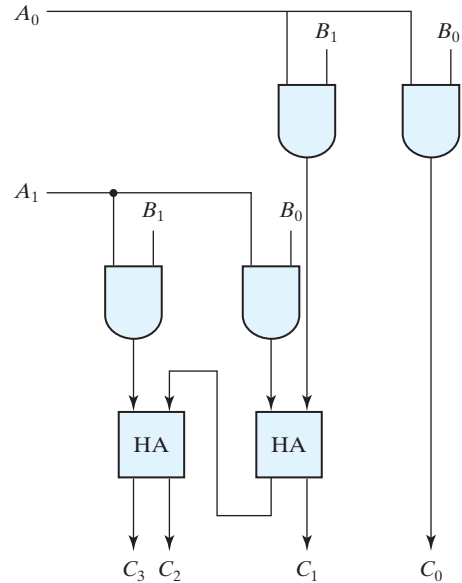 A₀
B₁ B₀
A₁
B₁ B₀
HA HA
C₃ C₂ C₁ C₀